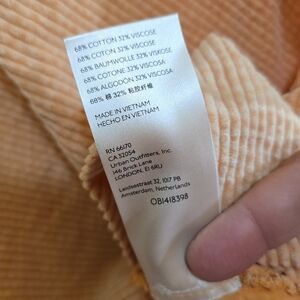 68% COTTON 32% VISCOSE
68% COTON 32% VISCOSE
68% BAUMWOLLE 32% VISKOSE
68% COTONE 32% VISCOSA
68% ALGODÓN 32% VISCOSA
68% 棉 32% 粘胶纤维
MADE IN VIETNAM
HECHO EN VIETNAM
RN 66170
CA 32054
Urban Outfitters, Inc.
146 Brick Lane
LONDON, E1 6RU
Leidsestraat 32, 1017 PB
Amsterdam, Netherlands
OB1418398